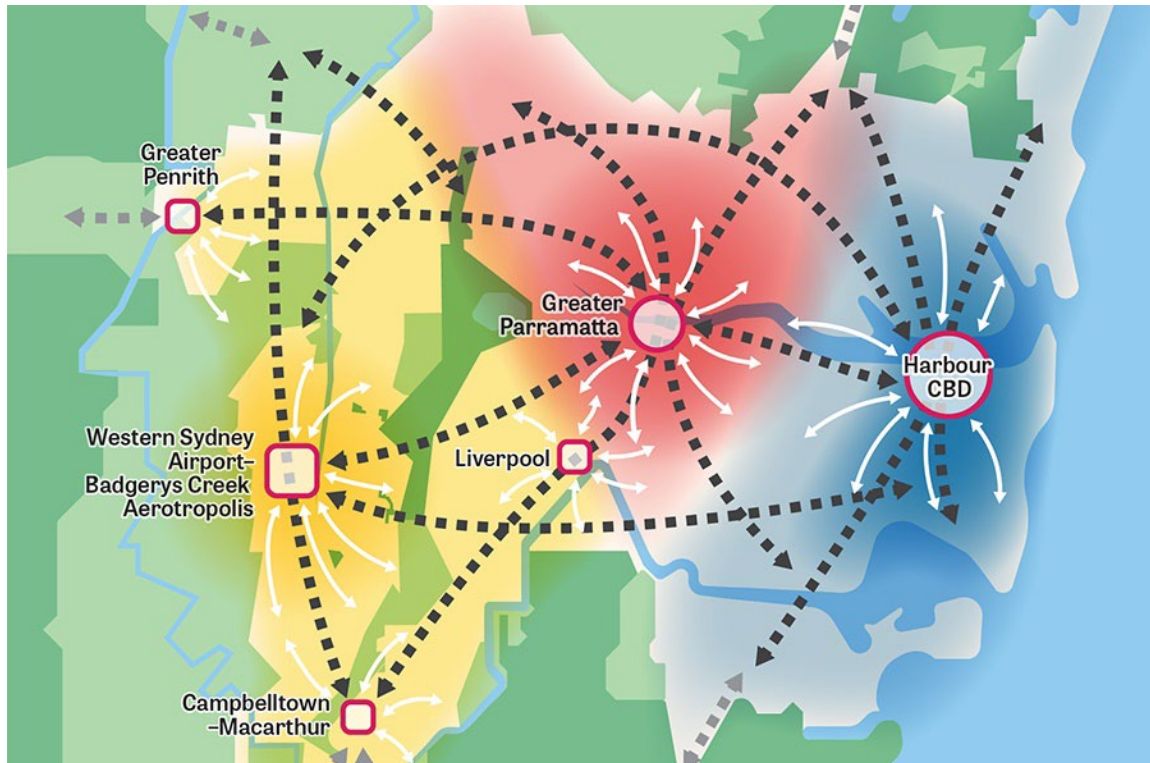 Greater
Penrith
Greater
Parramatta
Harbour
CBD
Western Sydney
Airport–
Badgerys Creek
Aerotropolis
Liverpool
Campbelltown
–Macarthur